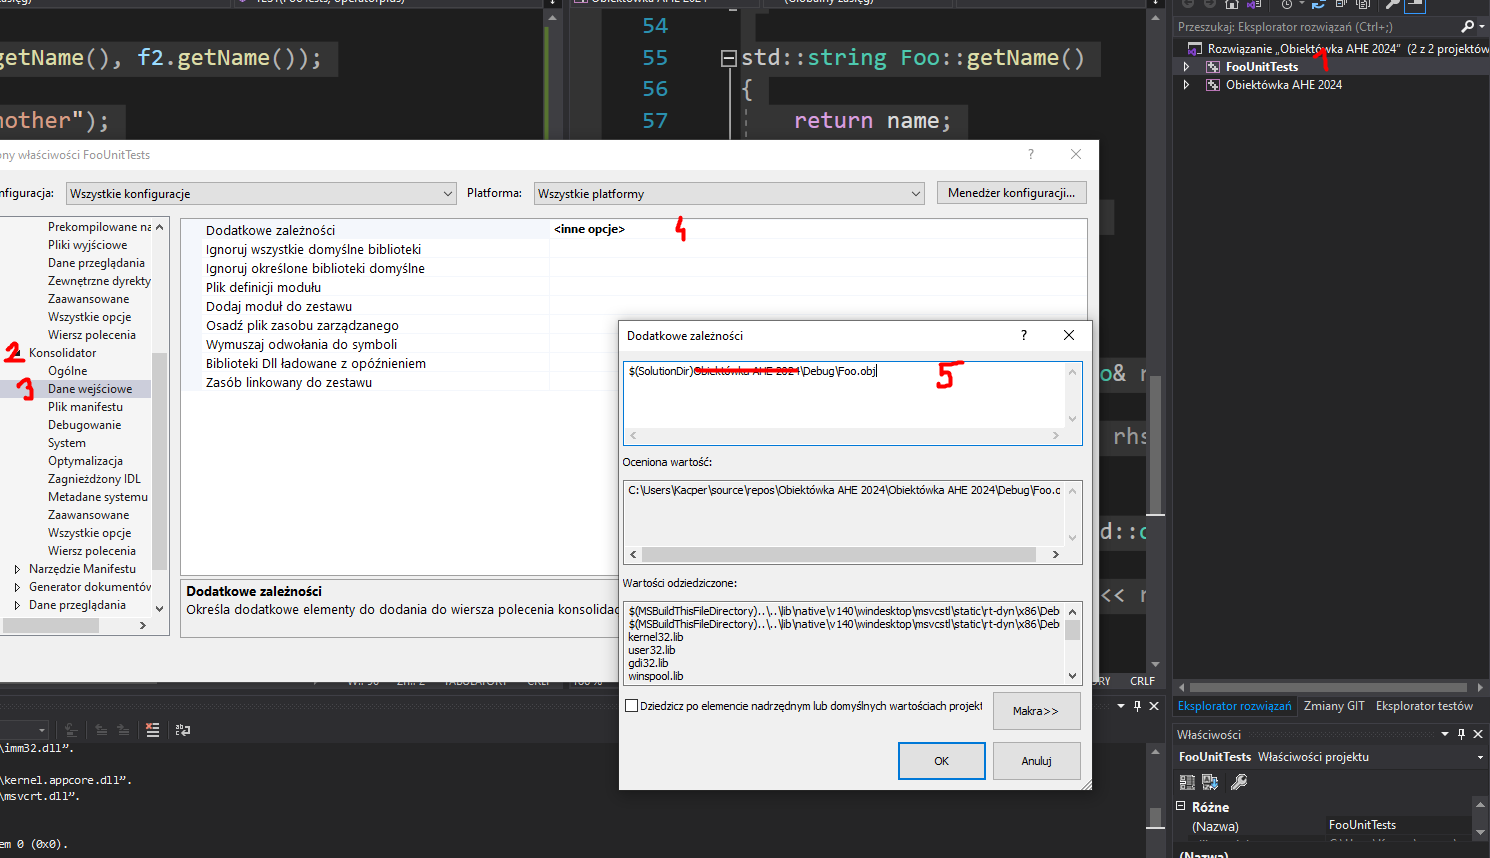 getName(), f2.getName());
nother");
54
55
56
57
std::string Foo::getName()
{
return name;
Przeszukaj: Eksplorator rozwiązań (Ctrl+;)
Rozwiązanie „Obiektówka AHE 2024” (2 z 2 projektów
1
FooUnitTests
Obiektówka AHE 2024
ony właściwości FooUnitTests
?
nfiguracja:
Wszystkie konfiguracje
Platforma:
Wszystkie platformy
Menedżer konfiguracji...
4
Prekompilowane na
Pliki wyjściowe
Dane przeglądania
Zewnętrzne dyrekty
Zaawansowane
Wszystkie opcje
Wiersz polecenia
2
Konsolidator
Ogólne
3
Dane wejściowe
Plik manifestu
Debugowanie
System
Optymalizacja
Zagnieżdżony IDL
Metadane systemu
Zaawansowane
Wszystkie opcje
Wiersz polecenia
Narzędzie Manifestu
Generator dokumentów
Dane przeglądania
Dodatkowe zależności
<inne opcje>
Ignoruj wszystkie domyślne biblioteki
Ignoruj określone biblioteki domyślne
Plik definicji modułu
Dodaj moduł do zestawu
Osadź plik zasobu zarządzanego
Wymuszaj odwołania do symboli
Biblioteki Dll ładowane z opóźnieniem
Zasób linkowany do zestawu
Dodatkowe zależności
Określa dodatkowe elementy do dodania do wiersza polecenia konsolidac
Dodatkowe zależności
?
$(SolutionDir)Obiektówka AHE 2024\Debug\Foo.obj
5
Oceniona wartość:
C:\Users\Kacper\source\repos\Obiektówka AHE 2024\Obiektówka AHE 2024\Debug\Foo.o
Wartości odziedziczone:
$(MSBuildThisFileDirectory)..\..\lib\native\v140\windesktop\msvcstl\static\rt-dyn\x86\Deb
$(MSBuildThisFileDirectory)..\..\lib\native\v140\windesktop\msvcstl\static\rt-dyn\x86\Deb
kernel32.lib
user32.lib
gdi32.lib
winspool.lib
Dziedzicz po elemencie nadrzędnym lub domyślnych wartościach projekt
Makra>>
OK
Anuluj
o& r
rhs
d::o
<< r
CRLF
Eksplorator rozwiązań
Zmiany GIT
Eksplorator testów
Właściwości
FooUnitTests Właściwości projektu
Różne
(Nazwa)
FooUnitTests
(Nazwa)
\imm32.dll”.
\kernel.appcore.dll”.
\msvcrt.dll”.
em 0 (0x0).